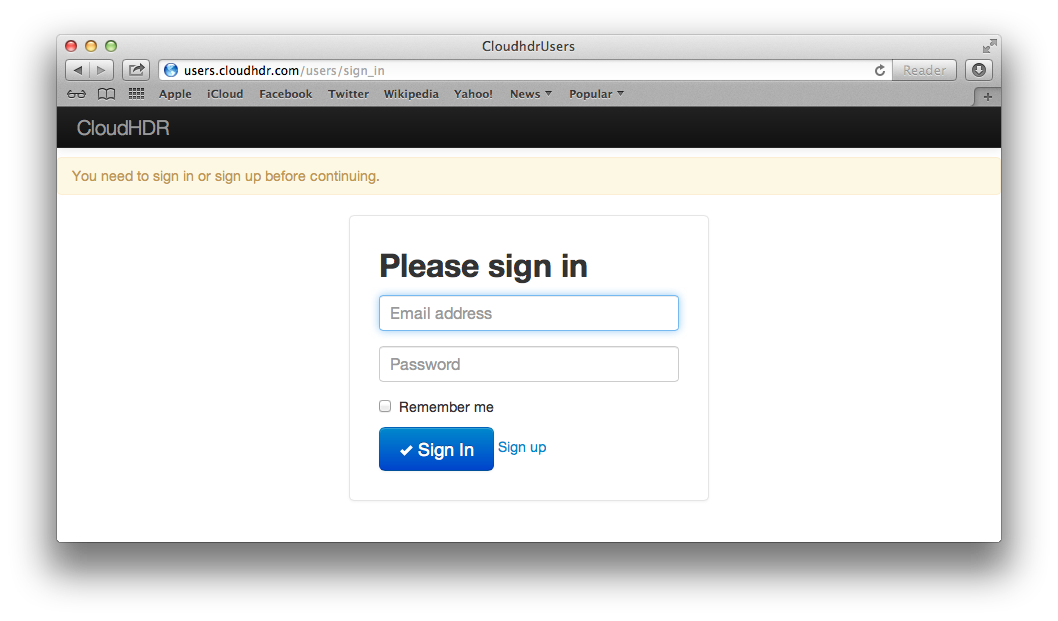 CloudhdrUsers
users.cloudhdr.com/users/sign_in Reader
Apple iCloud Facebook Twitter Wikipedia Yahoo! News Popular
CloudHDR
You need to sign in or sign up before continuing.
Please sign in
Email address
Password
Remember me
Sign In Sign up